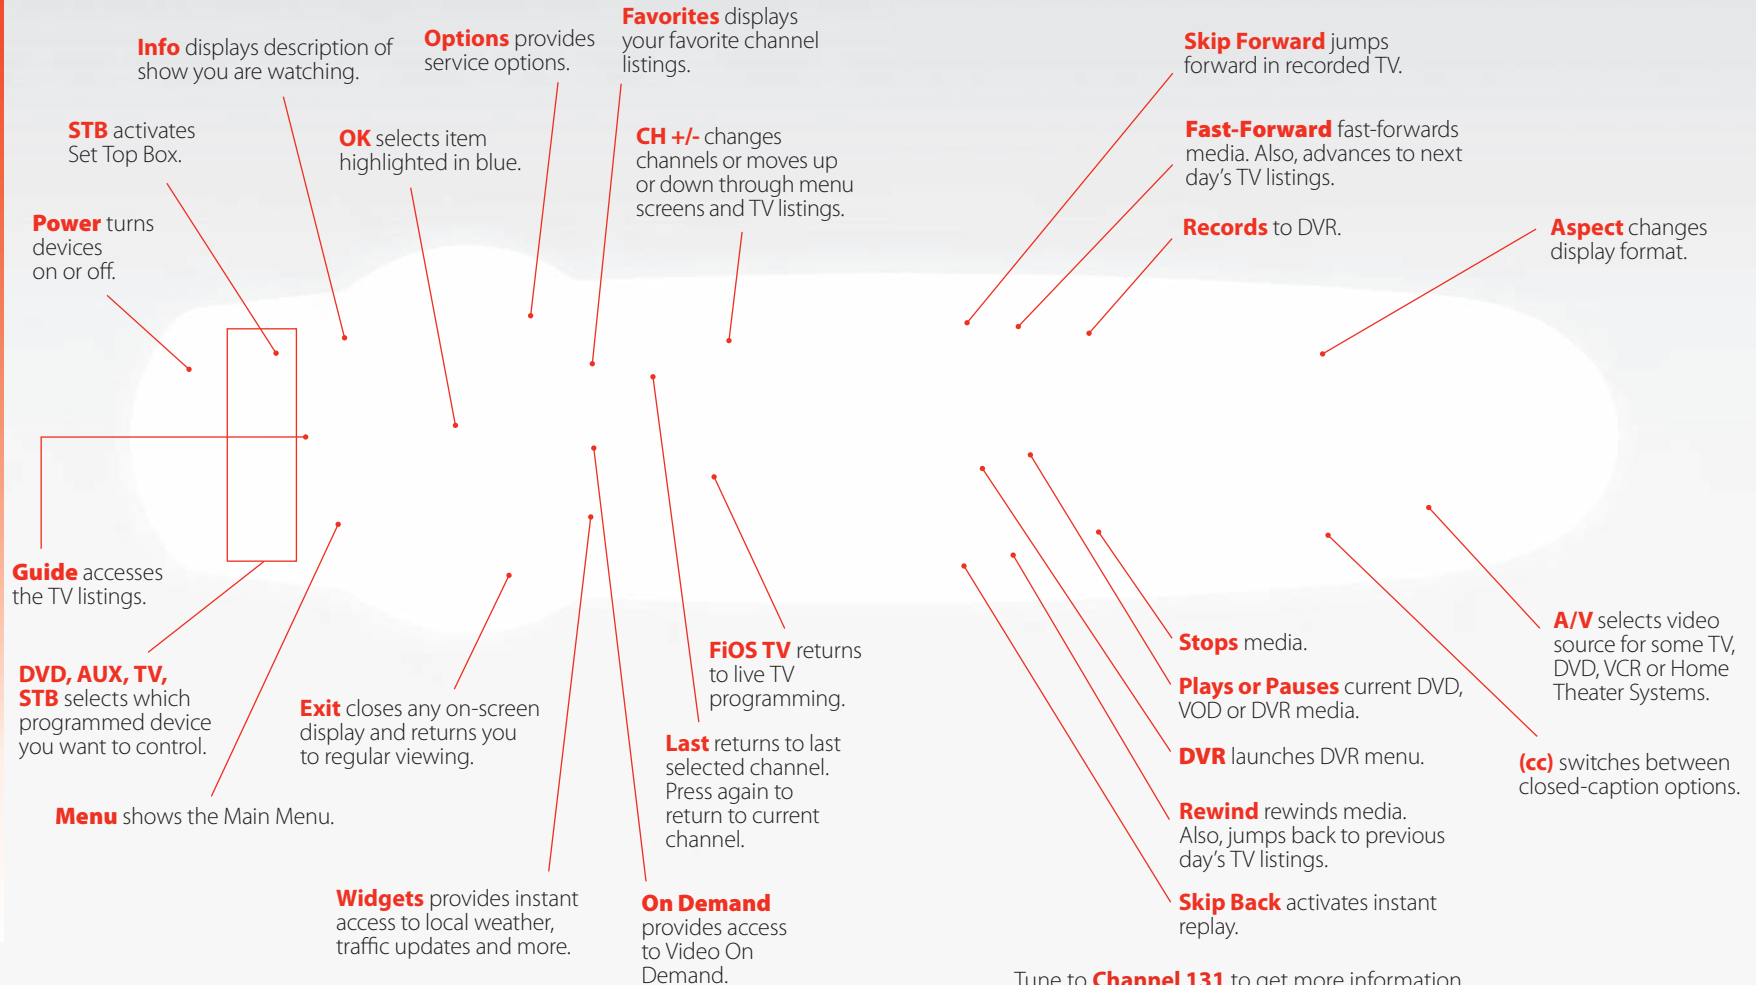 Favorites displays
your favorite channel
listings.
Info displays description of
show you are watching.
Options provides
service options.
Skip Forward jumps
forward in recorded TV.
STB activates
Set Top Box.
OK selects item
highlighted in blue.
CH +/- changes
channels or moves up
or down through menu
screens and TV listings.
Fast-Forward fast-forwards
media. Also, advances to next
day's TV listings.
Power turns
devices
on or off.
Records to DVR.
Aspect changes
display format.
Guide accesses
the TV listings.
DVD, AUX, TV,
STB selects which
programmed device
you want to control.
Menu shows the Main Menu.
Exit closes any on-screen
display and returns you
to regular viewing.
Widgets provides instant
access to local weather,
traffic updates and more.
FiOS TV returns
to live TV
programming.
Last returns to last
selected channel.
Press again to
return to current
channel.
On Demand
provides access
to Video On
Demand.
Stops media.
Plays or Pauses current DVD,
VOD or DVR media.
DVR launches DVR menu.
Rewind rewinds media.
Also, jumps back to previous
day's TV listings.
Skip Back activates instant
replay.
A/V selects video
source for some TV,
DVD, VCR or Home
Theater Systems.
(cc) switches between
closed-caption options.
Tune to Channel 131 to get more information